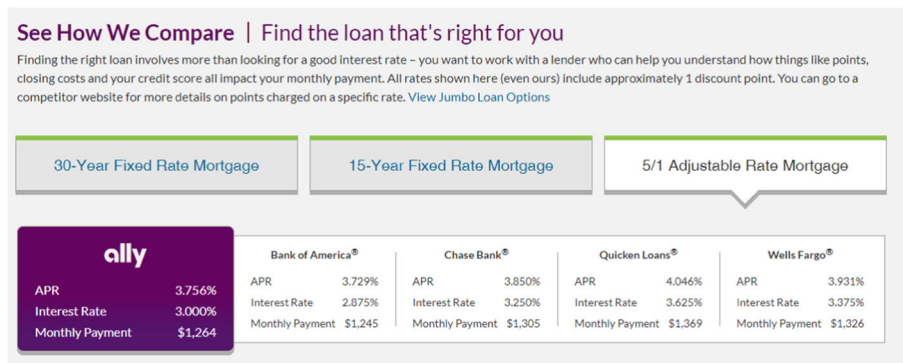 See How We Compare | Find the loan that's right for you
Finding the right loan involves more than looking for a good interest rate – you want to work with a lender who can help you understand how things like points,
closing costs and your credit score all impact your monthly payment. All rates shown here (even ours) include approximately 1 discount point. You can go to a
competitor website for more details on points charged on a specific rate. View Jumbo Loan Options
30-Year Fixed Rate Mortgage
15-Year Fixed Rate Mortgage
5/1 Adjustable Rate Mortgage
ally
APR 3.756%
Interest Rate 3.000%
Monthly Payment $1,264
Bank of America®
APR 3.729%
Interest Rate 2.875%
Monthly Payment $1,245
Chase Bank®
APR 3.850%
Interest Rate 3.250%
Monthly Payment $1,305
Quicken Loans®
APR 4.046%
Interest Rate 3.625%
Monthly Payment $1,369
Wells Fargo®
APR 3.931%
Interest Rate 3.375%
Monthly Payment $1,326